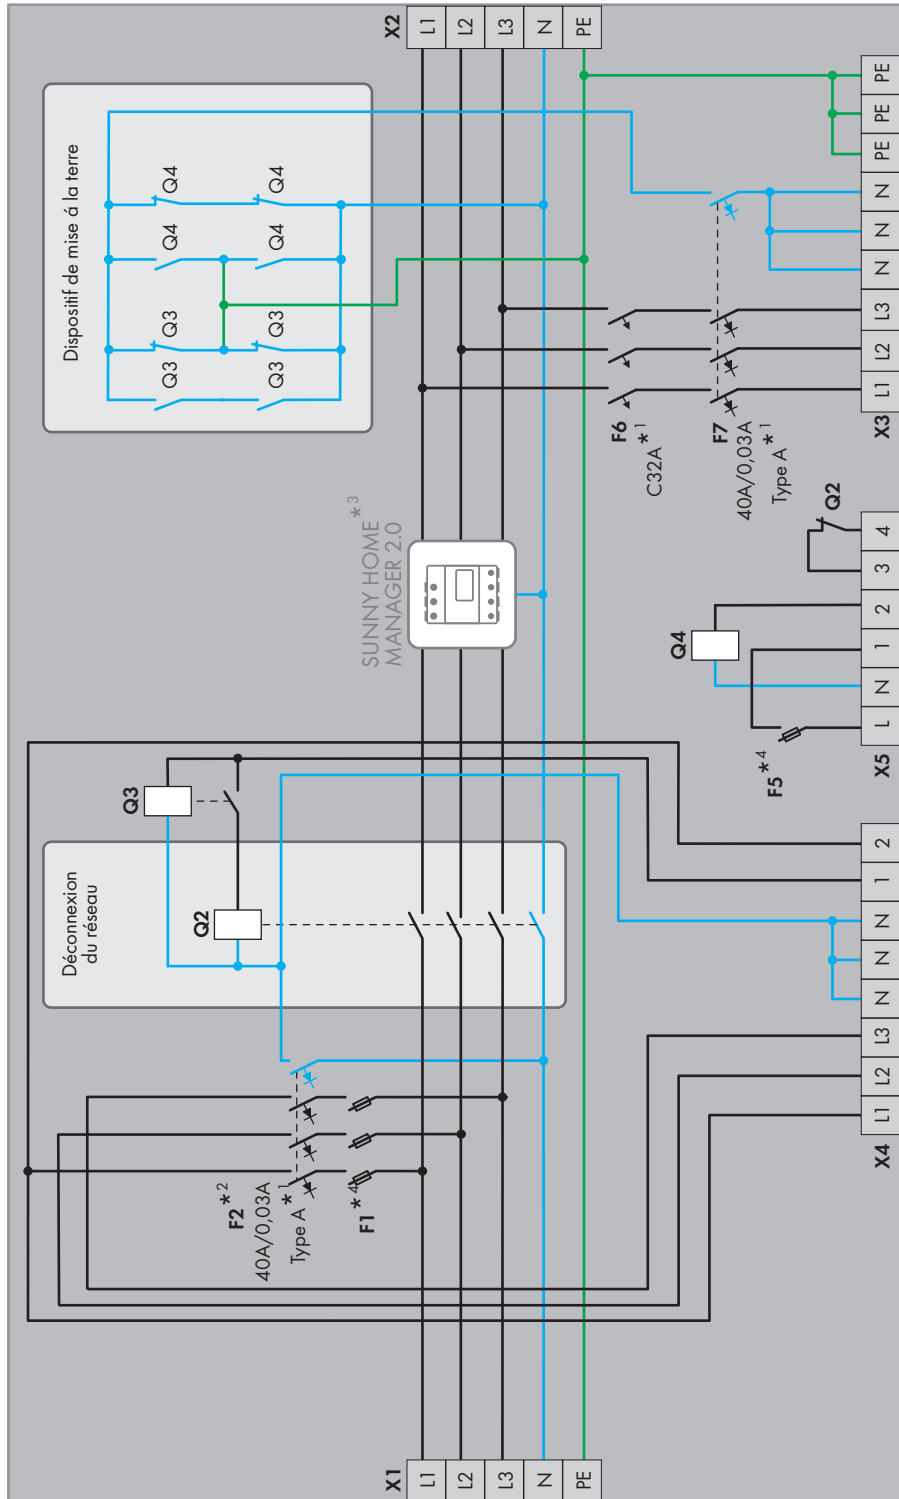 X2
L1
L2
L3
N
PE
Dispositif de mise á la terre
Q4
Q4
Q4
Q4
Q3
Q3
Q3
Q3
PE
PE
PE
N
N
N
L3
L2
L1
X3
F6
C32A *1
F7
40A/0,03A
Type A *1
SUNNY HOME
MANAGER 2.0 *3
Q2
4
3
2
1
N
L
X5
Q4
F5 *4
Q3
Déconnexion
du réseau
Q2
2
1
N
N
N
L3
L2
L1
X4
F2 *2
40A/0,03A
Type A *1
F1 *4
X1
L1
L2
L3
N
PE